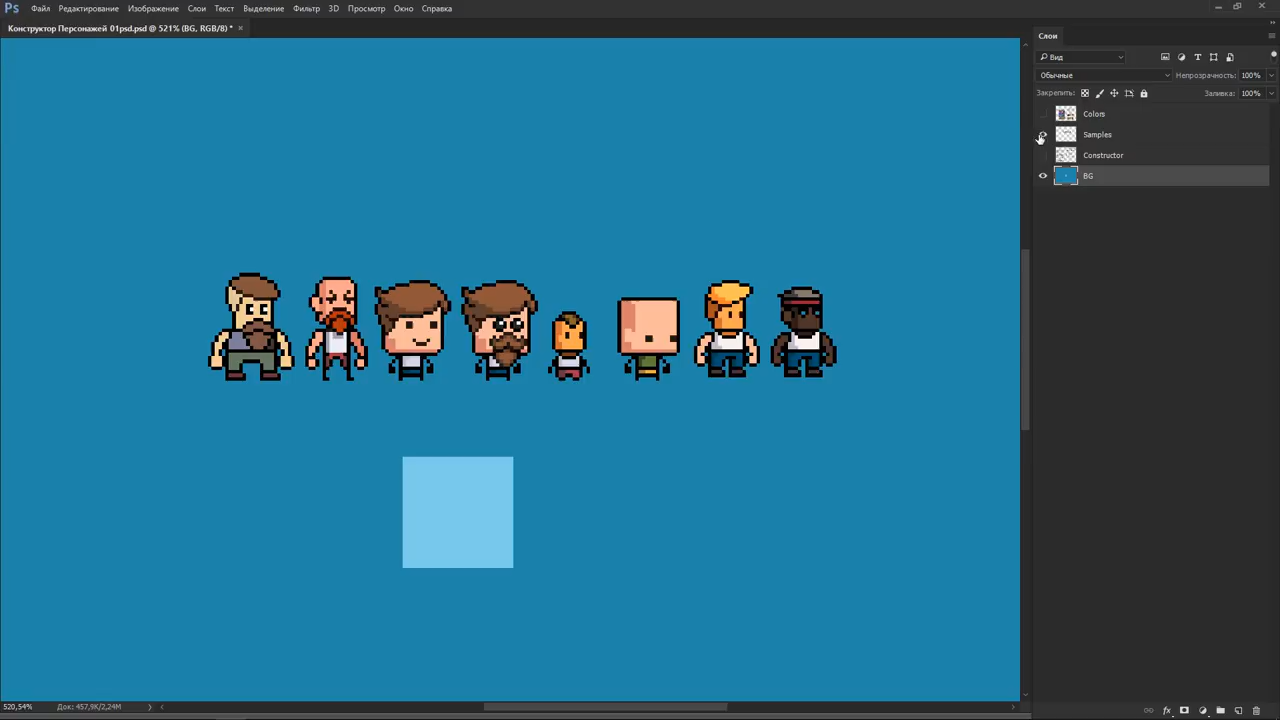 Ps Файл Редактирование Изображение Слои Текст Выделение Фильтр 3D Просмотр Окно Справка
Конструктор Персонажей 01psd.psd @ 521% (BG, RGB/8) * ×
Слои
Вид
Обычные Непрозрачность: 100%
Закрепить: Заливка: 100%
Colors
Samples
Constructor
BG
520,54% Док: 457,9K/2,24M